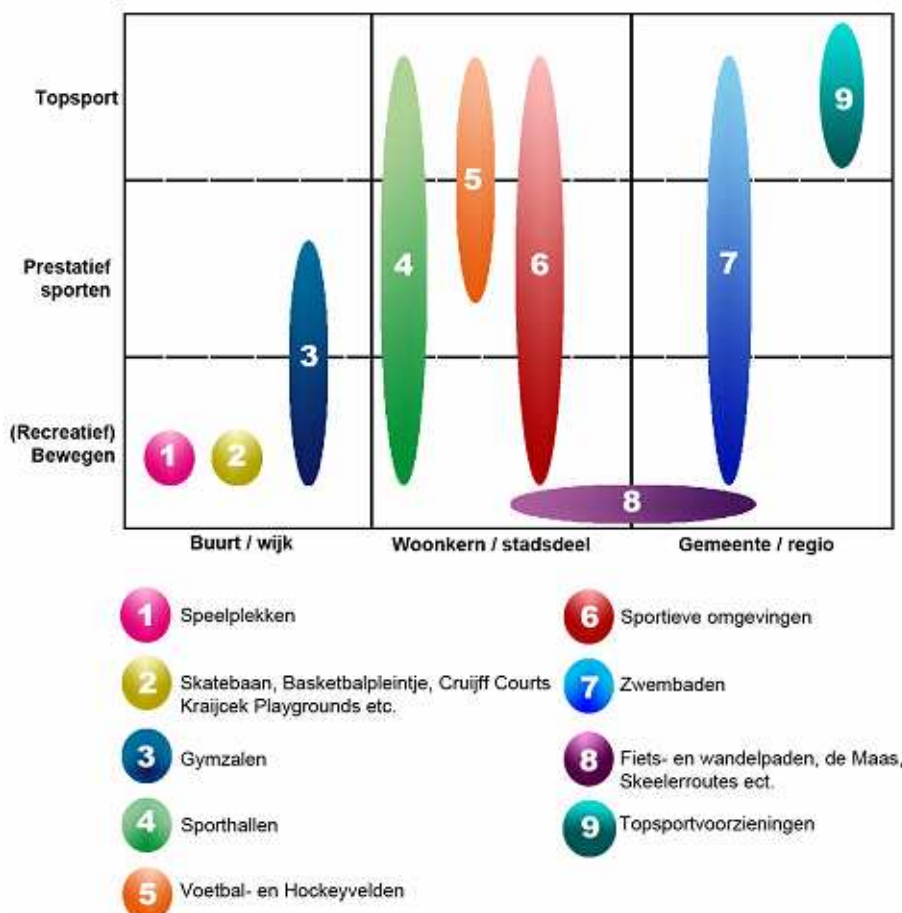 Topsport
9
5
Prestatief
sporten
4
6
7
3
(Recreatief)
Bewegen
1
2
8
Buurt / wijk
Woonkern / stadsdeel
Gemeente / regio
1 Speelplekken
2 Skatebaan, Basketbalpleintje, Cruijff Courts
Kraijcek Playgrounds etc.
3 Gymzalen
4 Sporthallen
5 Voetbal- en Hockeyvelden
6 Sportieve omgevingen
7 Zwembaden
8 Fiets- en wandelpaden, de Maas,
Skeelerroutes ect.
9 Topsportvoorzieningen